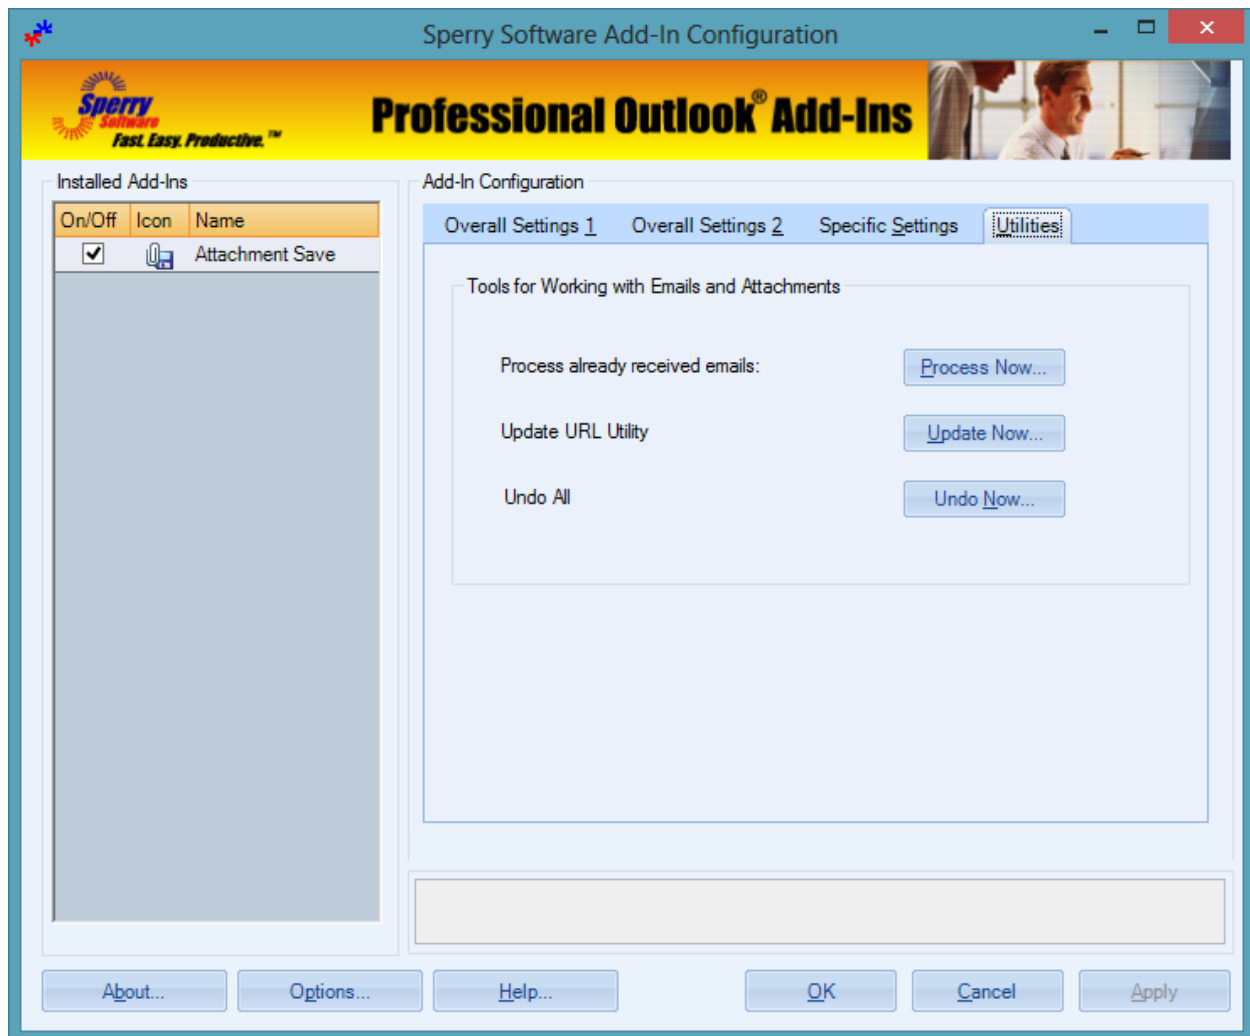 Sperry Software Add-In Configuration
Sperry
Software
Fast. Easy. Productive.™
Professional Outlook® Add-Ins
Installed Add-Ins
On/Off Icon Name
Attachment Save
Add-In Configuration
Overall Settings 1 Overall Settings 2 Specific Settings Utilities
Tools for Working with Emails and Attachments
Process already received emails: Process Now...
Update URL Utility Update Now...
Undo All Undo Now...
About... Options... Help... OK Cancel Apply